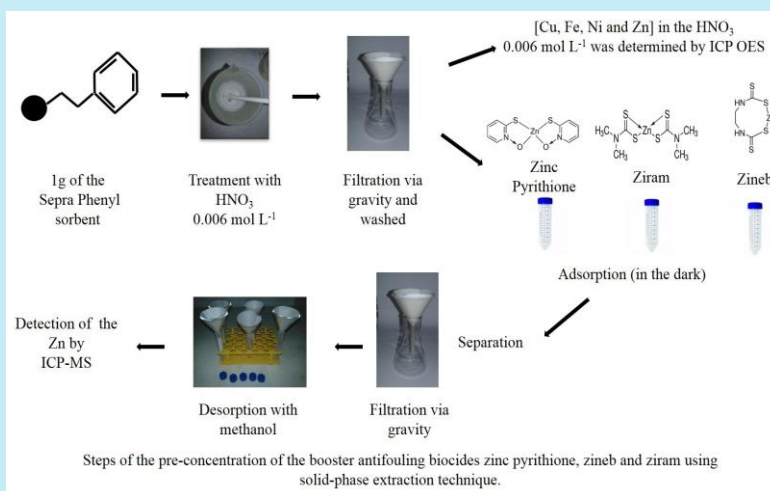 [Cu, Fe, Ni and Zn] in the HNO₃
0.006 mol L⁻¹ was determined by ICP OES
1g of the
Sepra Phenyl
sorbent
Treatment with
HNO₃
0.006 mol L⁻¹
Filtration via
gravity and
washed
Zinc
Pyrithione
Ziram
Zineb
Adsorption (in the dark)
Separation
Filtration via
gravity
Desorption with
methanol
Detection of the
Zn by
ICP-MS
Steps of the pre-concentration of the booster antifouling biocides zinc pyrithione, zineb and ziram using
solid-phase extraction technique.